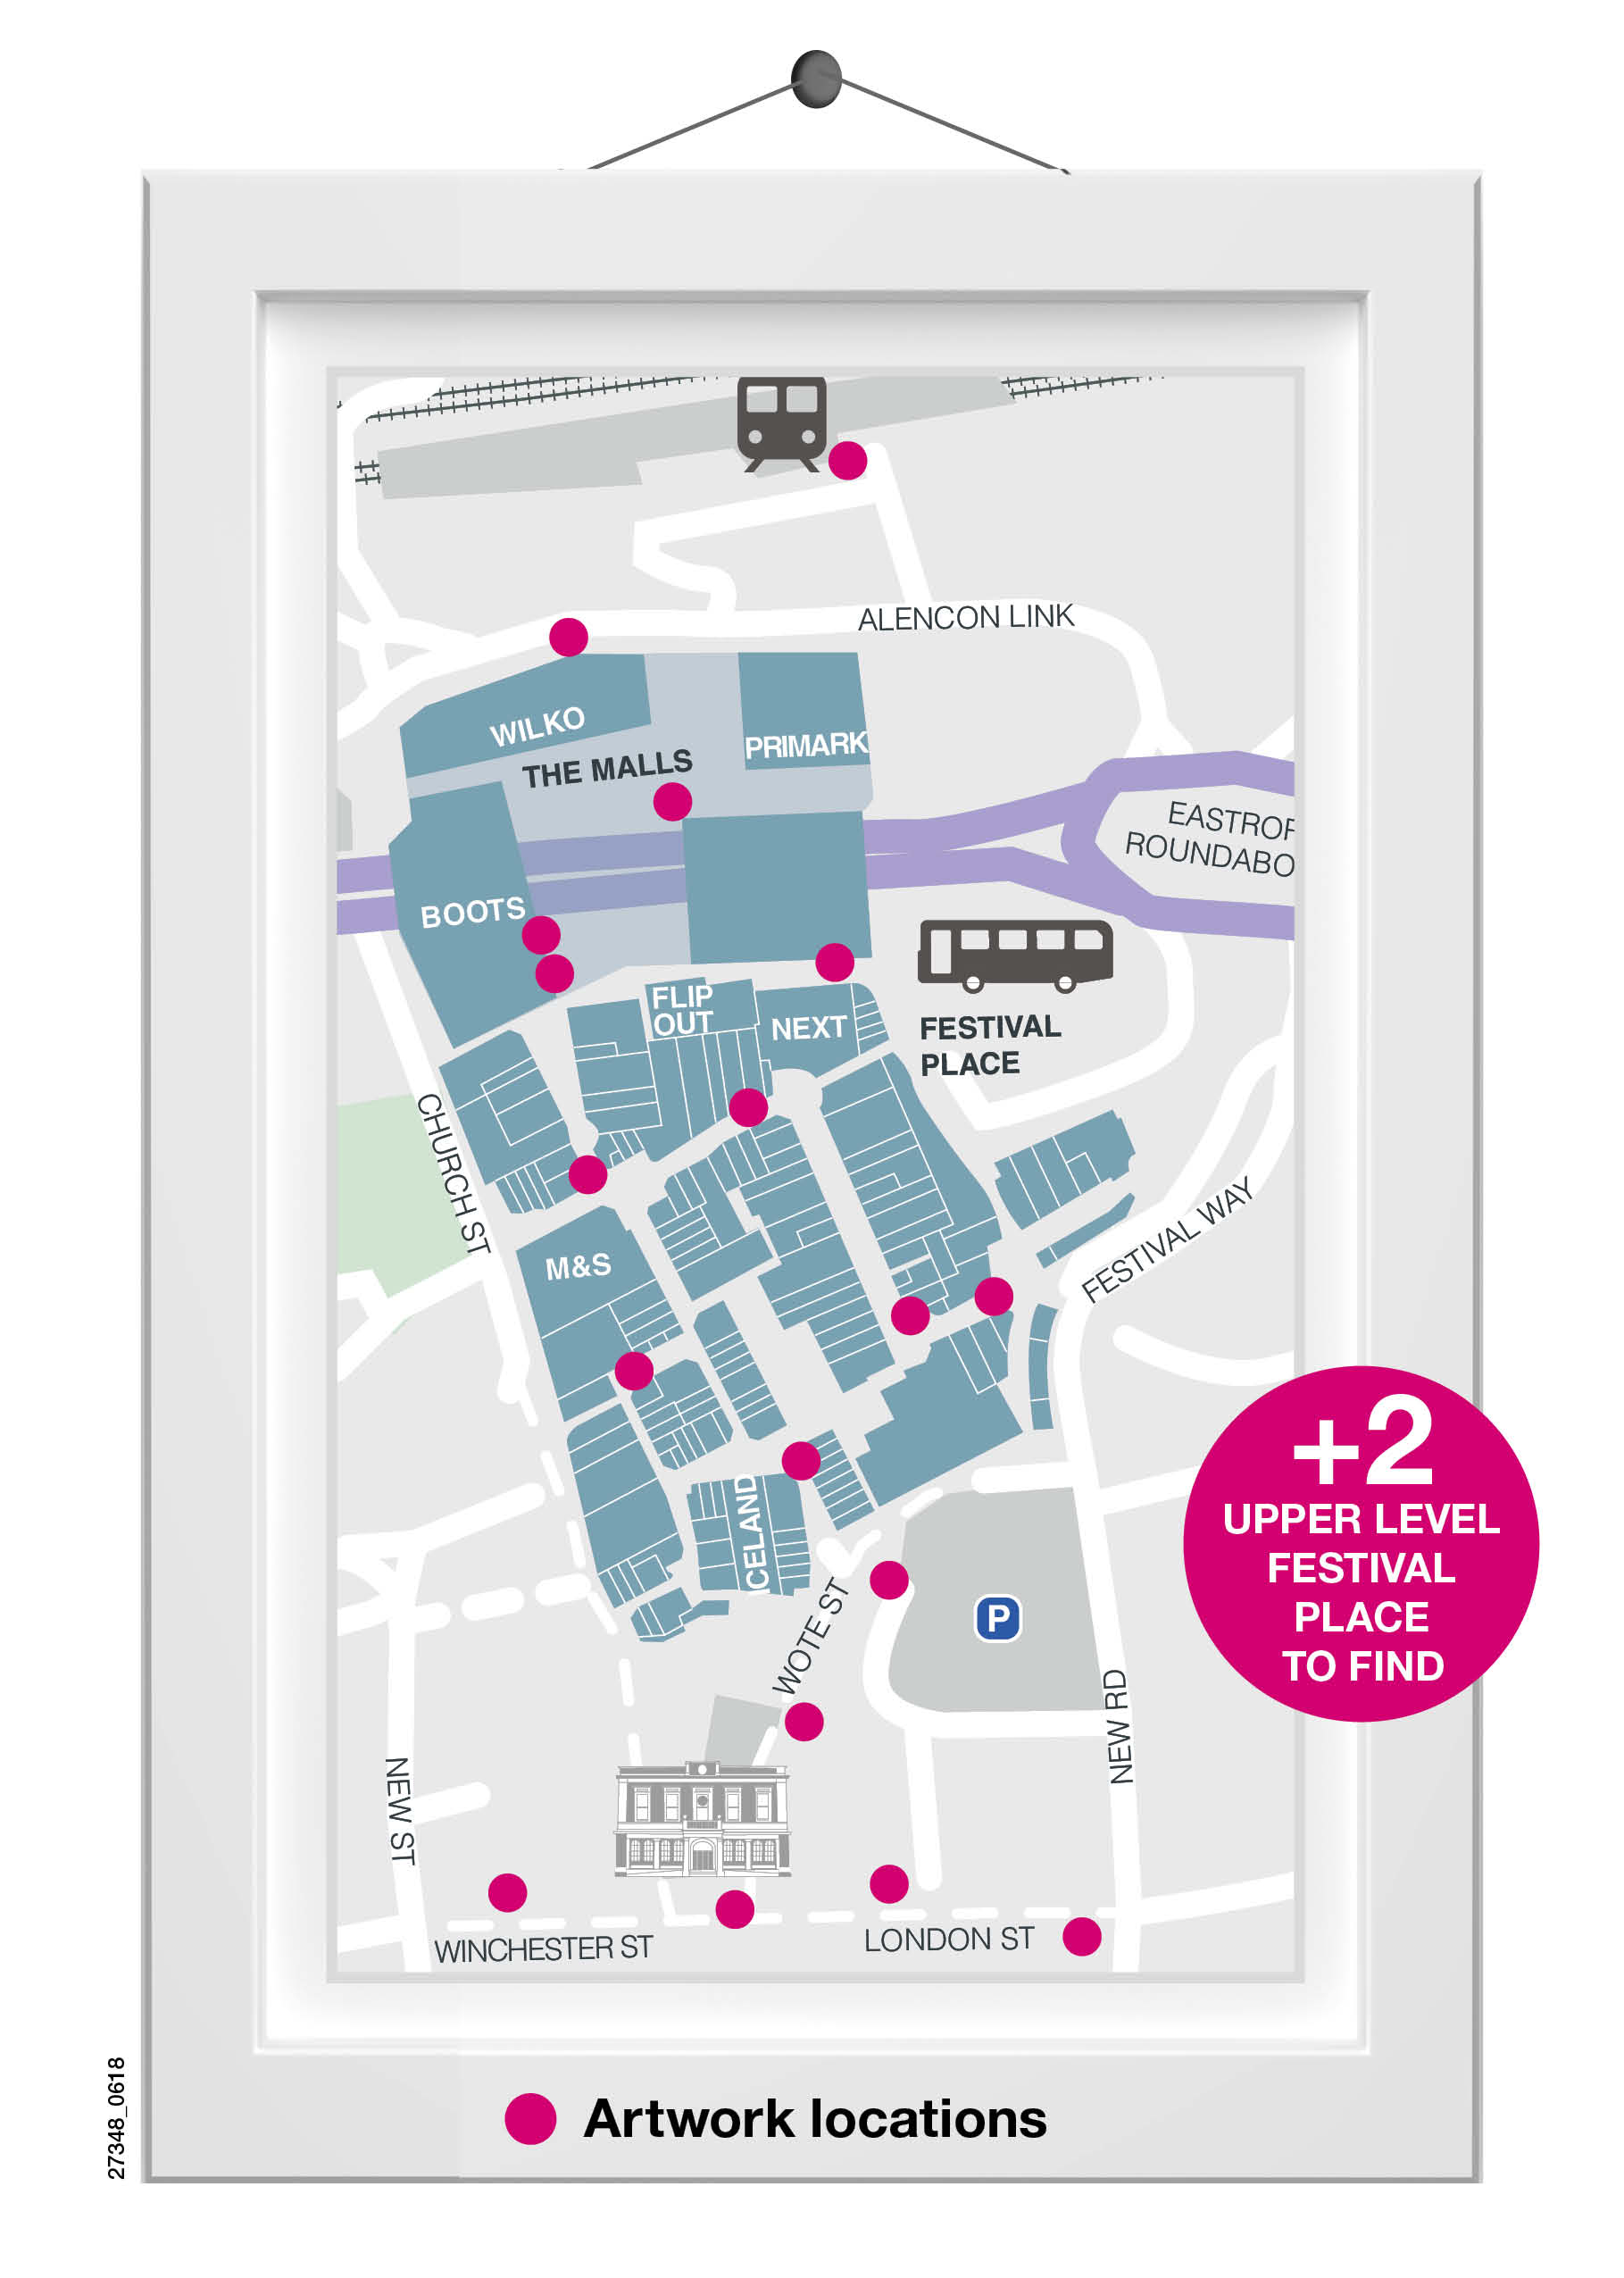 ALENCON LINK
WILKO
PRIMARK
THE MALLS
EASTROP
ROUNDABO
BOOTS
FLIP
OUT
NEXT
FESTIVAL
PLACE
CHURCH ST
FESTIVAL WAY
M&S
+2
UPPER LEVEL
FESTIVAL
PLACE
TO FIND
ICELAND
WOTE ST
P
NEW RD
NEW ST
WINCHESTER ST
LONDON ST
Artwork locations
27348_0618